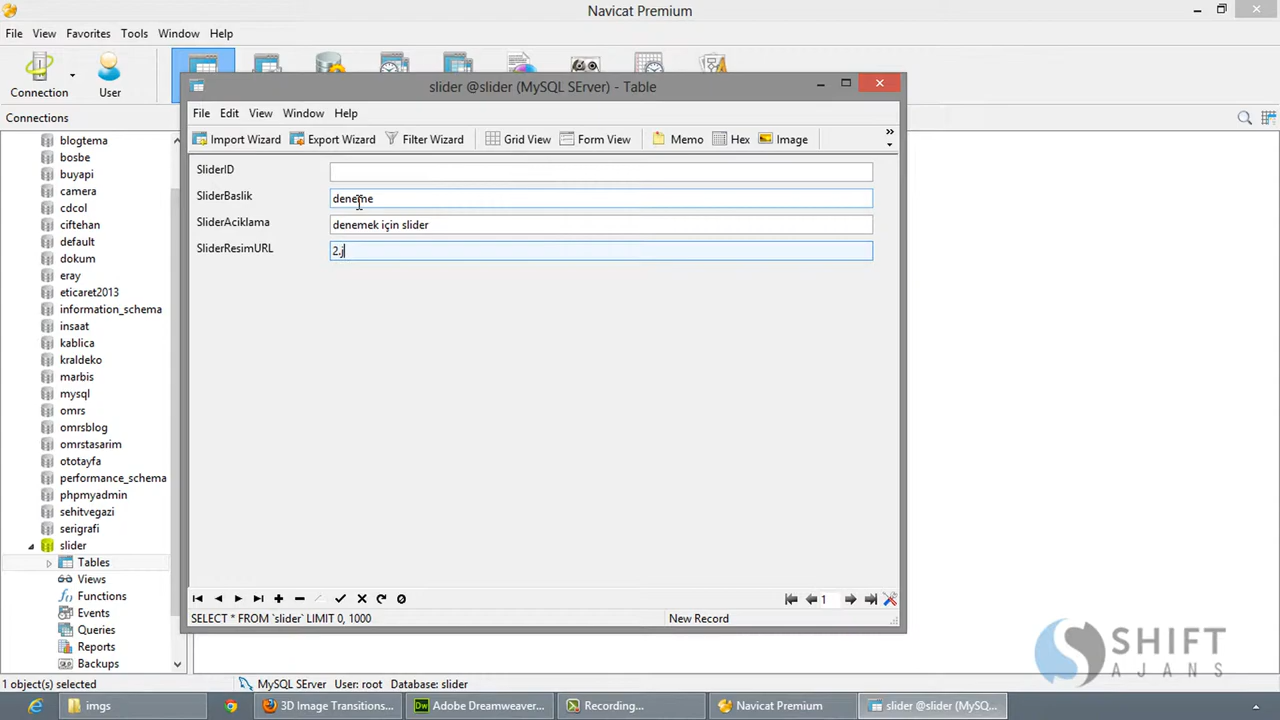 Navicat Premium
File View Favorites Tools Window Help
Connection User
Connections
blogtema
bosbe
buyapi
camera
cdcol
ciftehan
default
dokum
eray
eticaret2013
information_schema
insaat
kablica
kraldeko
marbis
mysql
omrs
omrsblog
omrstasarim
ototayfa
performance_schema
phpmyadmin
sehitvegazi
serigrafi
slider
Tables
Views
Functions
Events
Queries
Reports
Backups
slider @slider (MySQL SErver) - Table
File Edit View Window Help
Import Wizard Export Wizard Filter Wizard Grid View Form View Memo Hex Image
SliderID
SliderBaslik deneme
SliderAciklama denemek için slider
SliderResimURL 2.j
1
SELECT * FROM `slider` LIMIT 0, 1000 New Record
SHIFT
AJANS
1 object(s) selected MySQL SErver User: root Database: slider
imgs 3D Image Transitions... Adobe Dreamweaver... Recording... Navicat Premium slider @slider (MySQ...